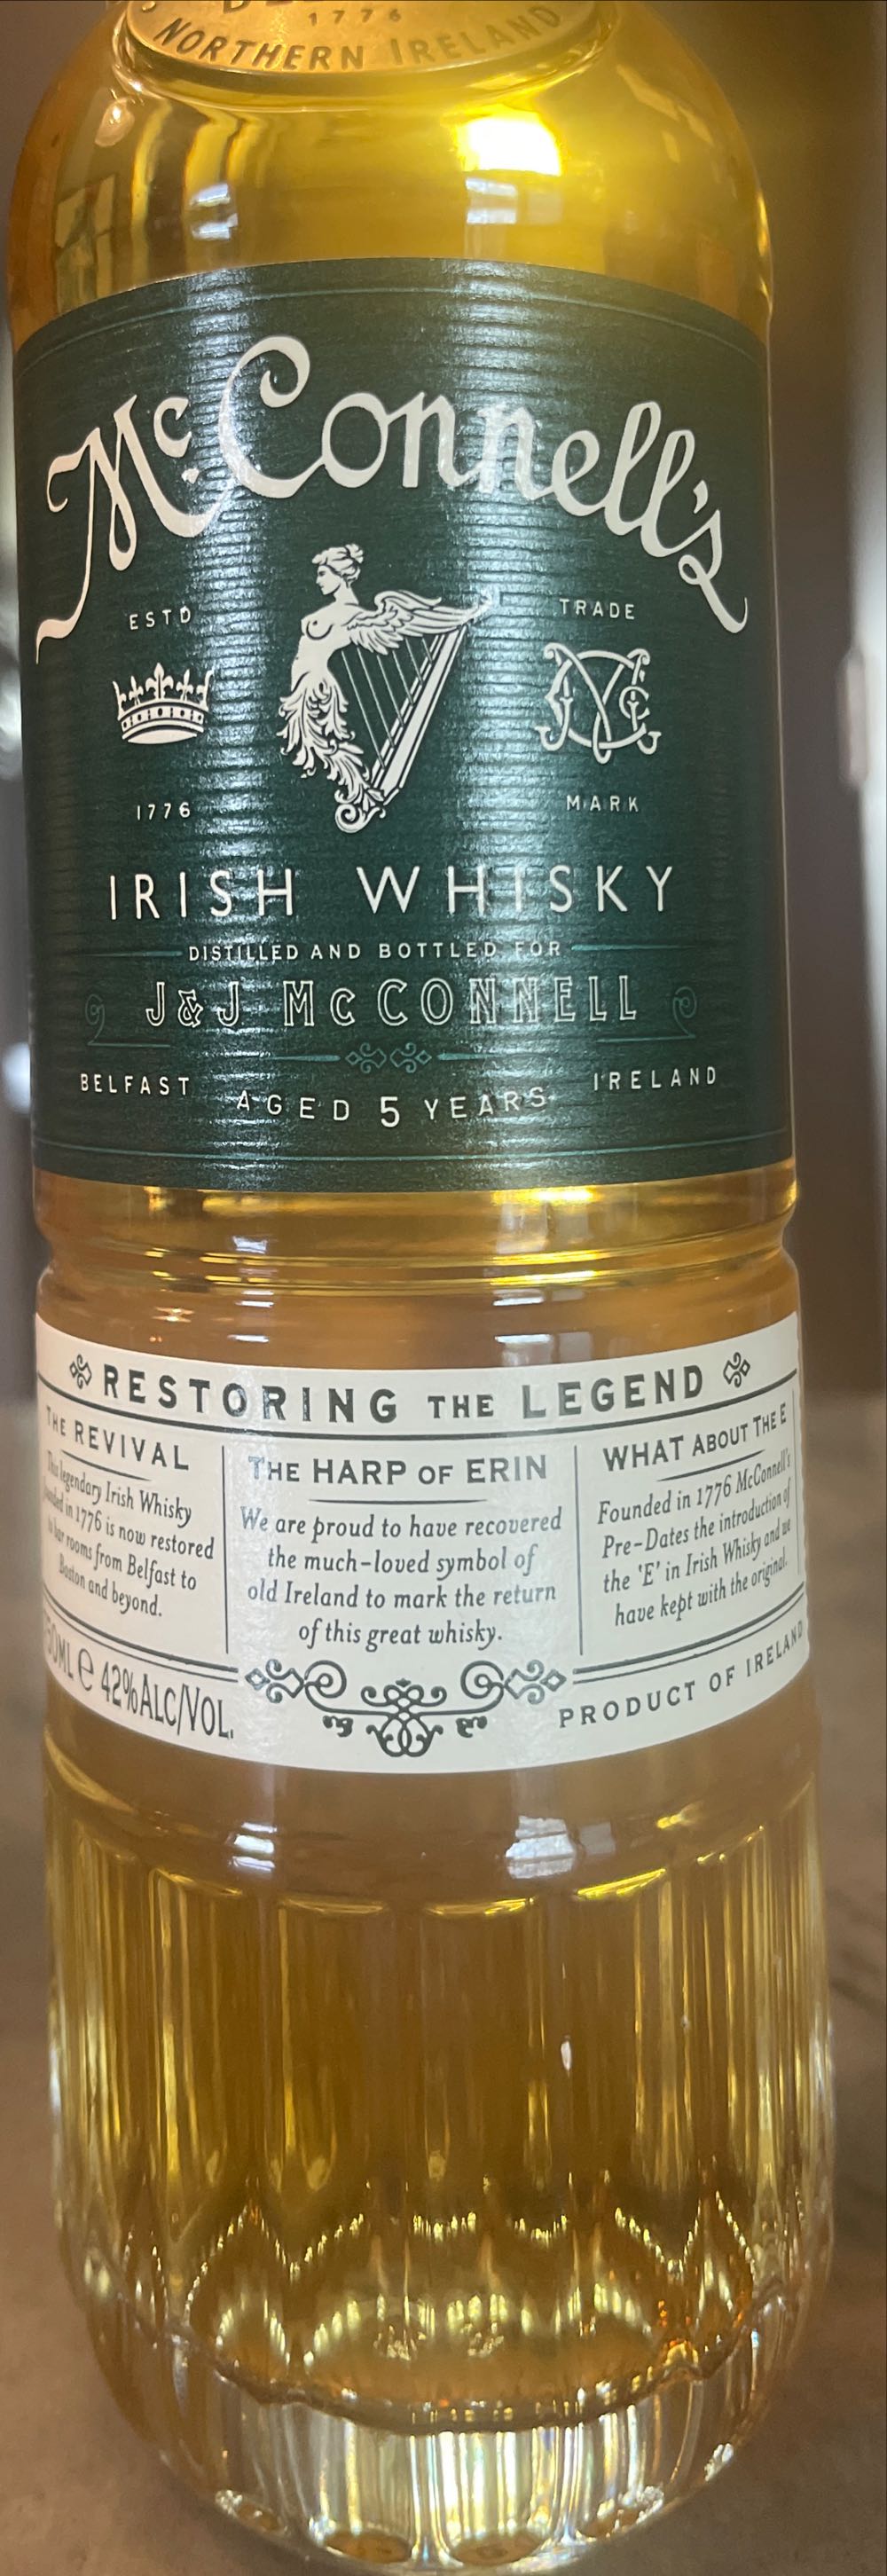 1776
NORTHERN IRELAND
McConnell's
ESTD
1776
TRADE
MARK
IRISH WHISKY
DISTILLED AND BOTTLED FOR
J&J McCONNELL
BELFAST
AGED 5 YEARS
IRELAND
RESTORING THE LEGEND
THE REVIVAL
This legendary Irish Whisky
founded in 1776 is now restored
to bar rooms from Belfast to
Boston and beyond.
THE HARP OF ERIN
We are proud to have recovered
the much-loved symbol of
old Ireland to mark the return
of this great whisky.
WHAT ABOUT THE E
Founded in 1776 McConnell's
Pre-Dates the introduction of
the 'E' in Irish Whisky and we
have kept with the original.
50ML e 42%ALC/VOL.
PRODUCT OF IRELAND